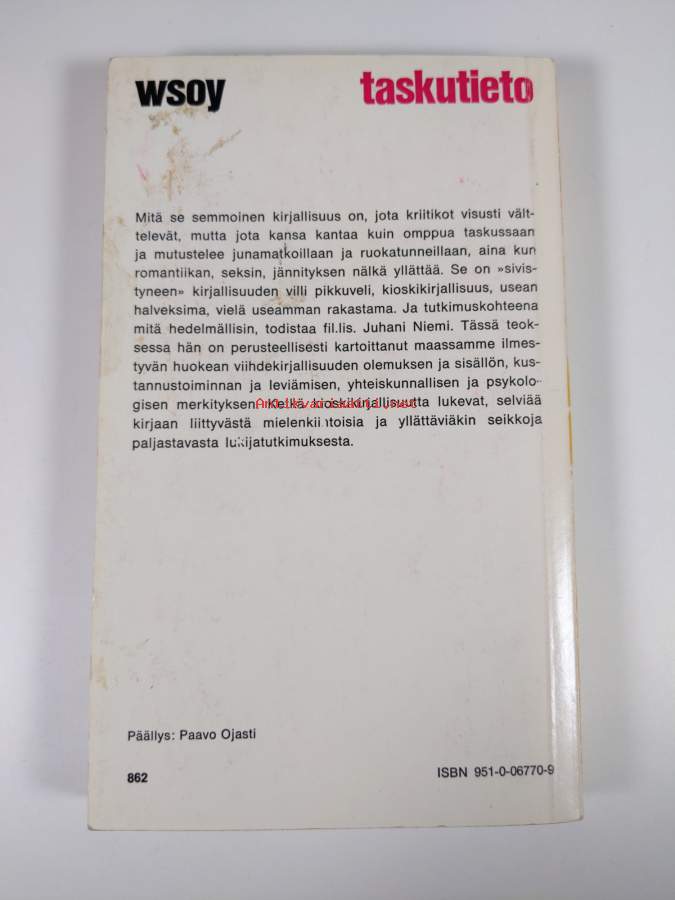 wsoy taskutieto
Mitä se semmoinen kirjallisuus on, jota kriitikot visusti vält-
televät, mutta jota kansa kantaa kuin omppua taskussaan
ja mutustelee junamatkoillaan ja ruokatunneillaan, aina kun
romantiikan, seksin, jännityksen nälkä yllättää. Se on »sivis-
tyneen» kirjallisuuden villi pikkuveli, kioskikirjallisuus, usean
halveksima, vielä useamman rakastama. Ja tutkimuskohteena
mitä hedelmällisin, todistaa fil.lis. Juhani Niemi. Tässä teok-
sessa hän on perusteellisesti kartoittanut maassamme ilmes-
tyvän huokean viihdekirjallisuuden olemuksen ja sisällön, kus-
tannustoiminnan ja leviämisen, yhteiskunnallisen ja psykolo-
gisen merkityksen. Ketkä kioskikirjallisuutta lukevat, selviää
kirjaan liittyvästä mielenkiintoisia ja yllättäviäkin seikkoja
paljastavasta lukijatutkimuksesta.
Päällys: Paavo Ojasti
862 ISBN 951-0-06770-9